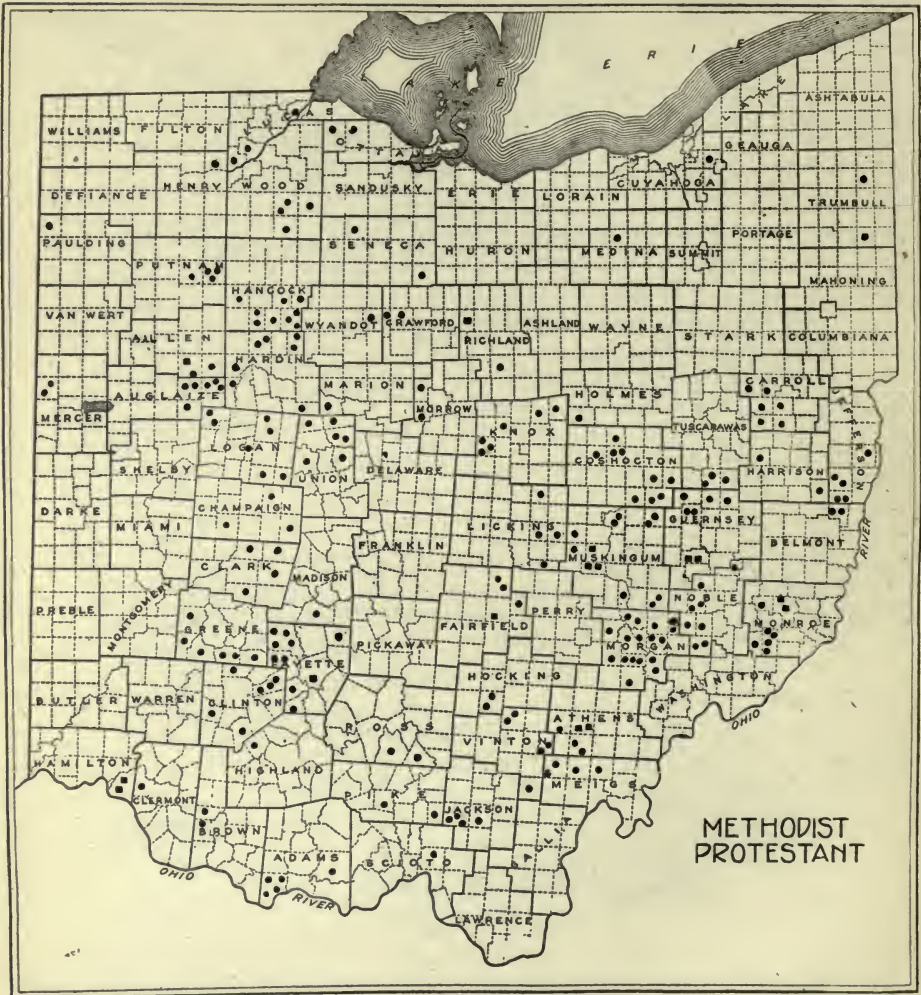 LAKE ERIE
WILLIAMS
FULTON
LUCAS
OTTAWA
LAKE
ASHTABULA
GEAUGA
DEFIANCE
HENRY
WOOD
SANDUSKY
ERIE
LORAIN
CUYAHOGA
TRUMBULL
PAULDING
PUTNAM
SENECA
HURON
MEDINA
SUMMIT
PORTAGE
MAHONING
VAN WERT
ALLEN
HANCOCK
WYANDOT
CRAWFORD
RICHLAND
ASHLAND
WAYNE
STARK
COLUMBIANA
HARDIN
MERCER
AUGLAIZE
MARION
MORROW
HOLMES
CARROLL
JEFFERSON
TUSCARAWAS
LOGAN
UNION
KNOX
COSHOCTON
HARRISON
SHELBY
DELAWARE
DARKE
MIAMI
CHAMPAIGN
LICKING
MUSKINGUM
GUERNSEY
BELMONT
RIVER
CLARK
FRANKLIN
MADISON
PREBLE
MONTGOMERY
GREENE
FAYETTE
PICKAWAY
FAIRFIELD
PERRY
MORGAN
NOBLE
MONROE
BUTLER
WARREN
CLINTON
ROSS
HOCKING
VINTON
ATHENS
WASHINGTON
OHIO
HAMILTON
CLERMONT
HIGHLAND
PIKE
JACKSON
MEIGS
BROWN
ADAMS
SCIOTO
GALLIA
LAWRENCE
OHIO
RIVER
METHODIST
PROTESTANT